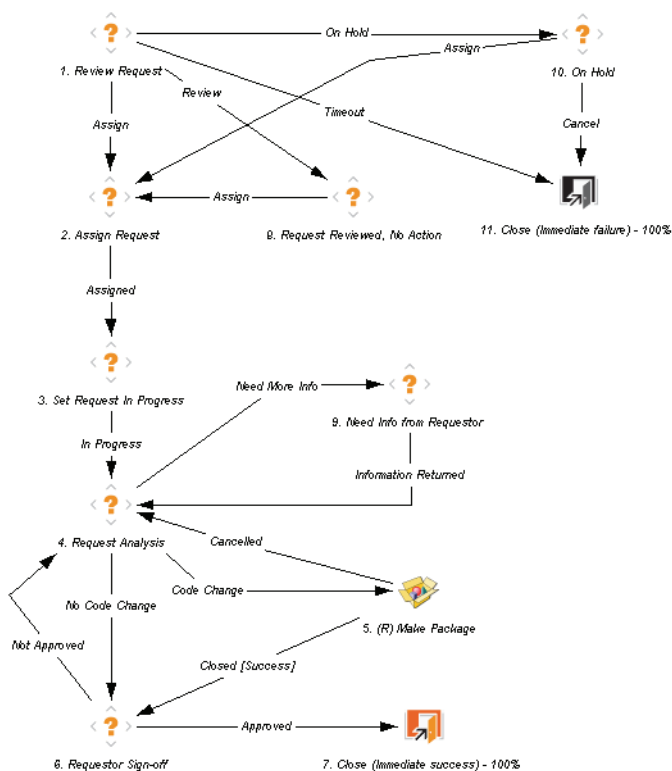 On Hold
Assign
1. Review Request
10. On Hold
Review
Timeout
Assign
Cancel
Assign
2. Assign Request
8. Request Reviewed, No Action
11. Close (Immediate failure) - 100%
Assigned
Need More Info
3. Set Request In Progress
9. Need Info from Requestor
In Progress
Information Returned
Cancelled
4. Request Analysis
Code Change
No Code Change
5. (R) Make Package
Not Approved
Closed [Success]
Approved
6. Requestor Sign-off
7. Close (Immediate success) - 100%